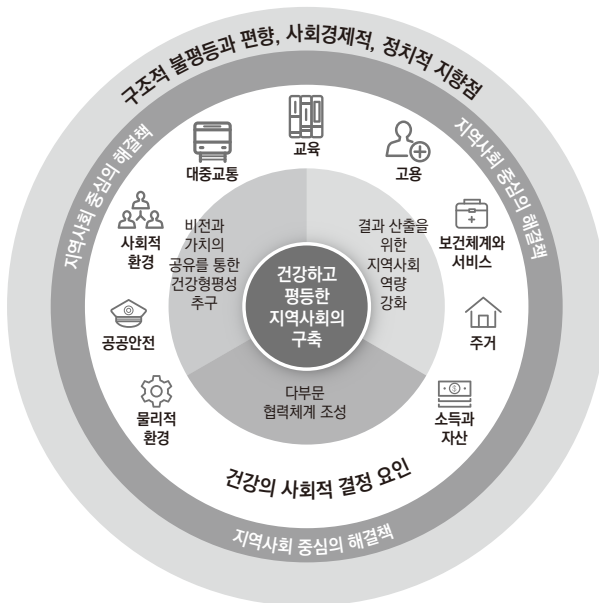 구조적 불평등과 편향, 사회경제적, 정치적 지향점
지역사회 중심의 해결책
지역사회 중심의 해결책
교육
대중교통
고용
사회적
환경
보건체계와
서비스
공공안전
주거
물리적
환경
소득과
자산
비전과
가치의
공유를 통한
건강형평성
추구
결과 산출을
위한
지역사회
역량
강화
건강하고
평등한
지역사회의
구축
다부문
협력체계 조성
건강의 사회적 결정 요인
지역사회 중심의 해결책